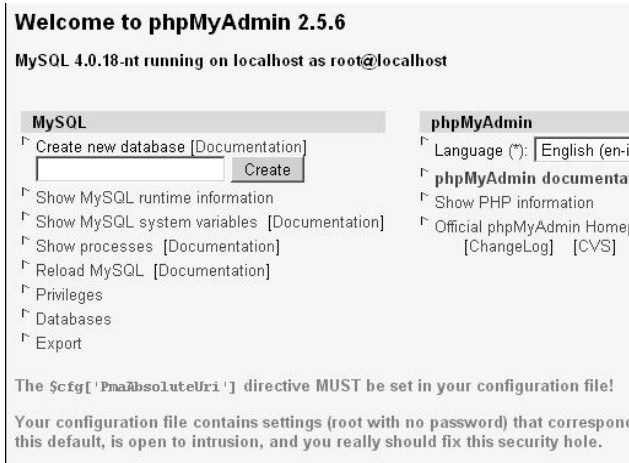 Welcome to phpMyAdmin 2.5.6
MySQL 4.0.18-nt running on localhost as root@localhost
MySQL
Create new database [Documentation]
Create
Show MySQL runtime information
Show MySQL system variables [Documentation]
Show processes [Documentation]
Reload MySQL [Documentation]
Privileges
Databases
Export
phpMyAdmin
Language (*): English (en-i
phpMyAdmin documenta
Show PHP information
Official phpMyAdmin Homep
[ChangeLog] [CVS]
The $cfg['PmaAbsoluteUri'] directive MUST be set in your configuration file!
Your configuration file contains settings (root with no password) that correspond
this default, is open to intrusion, and you really should fix this security hole.